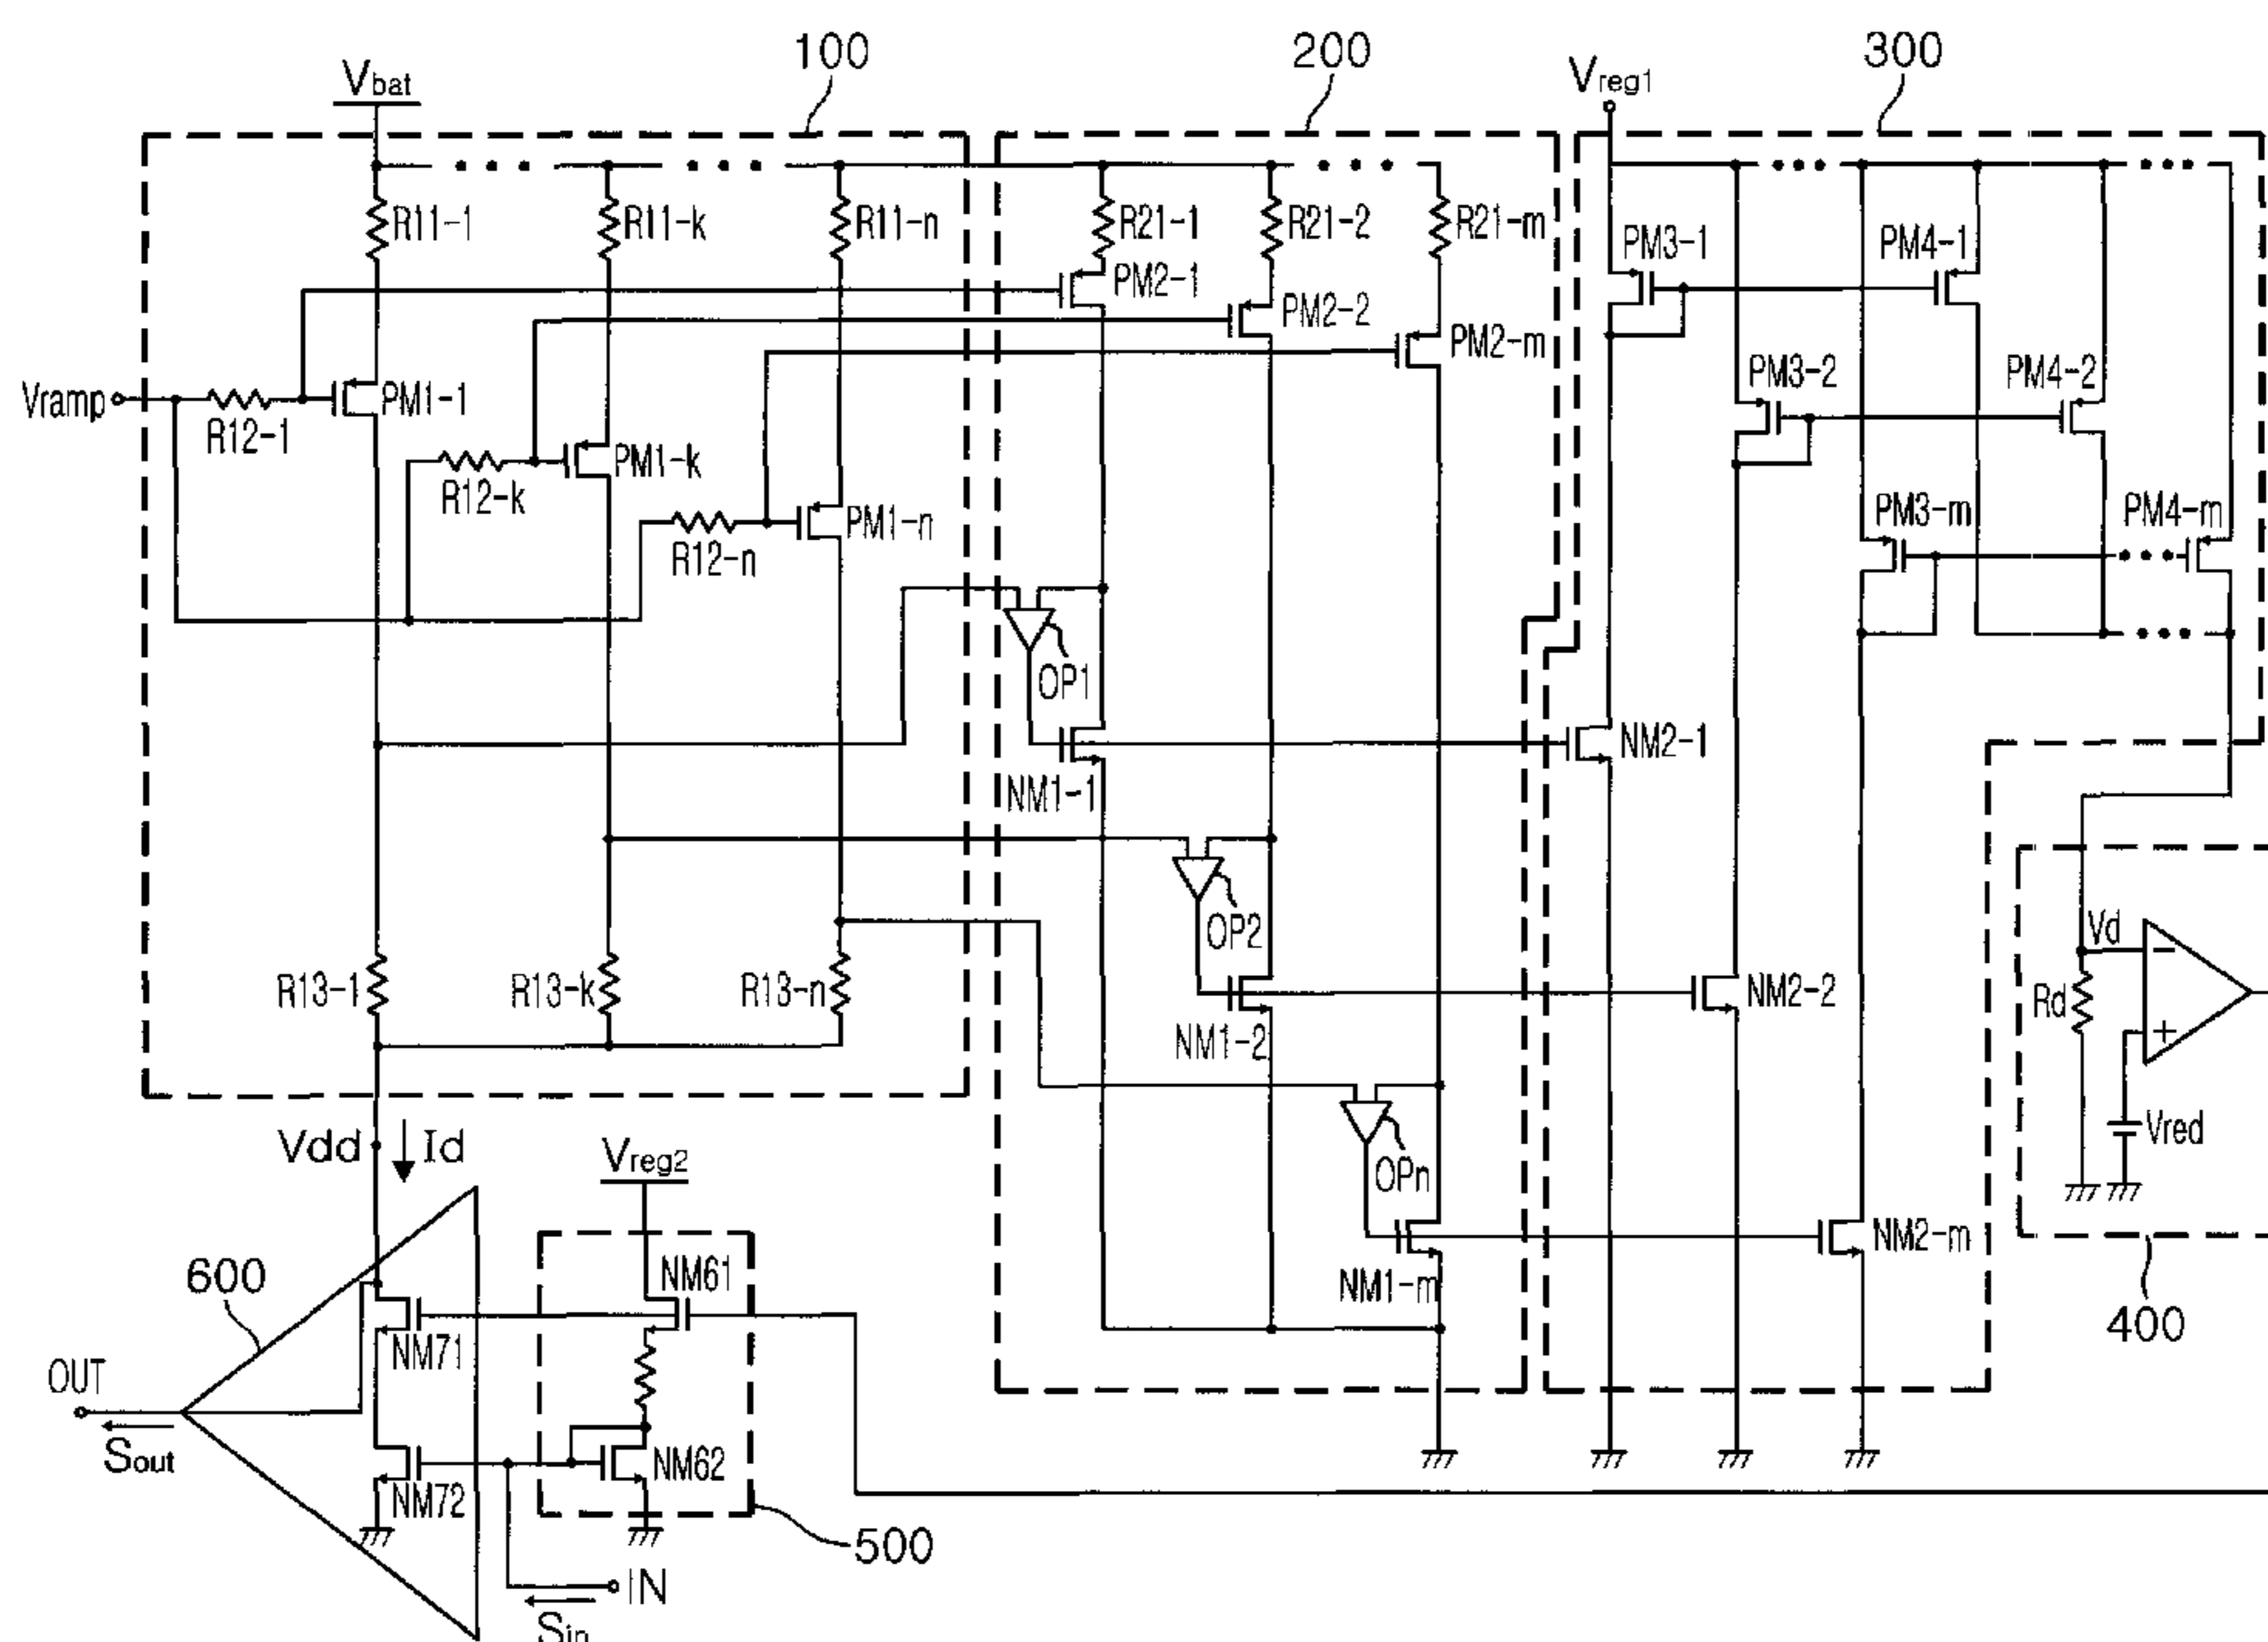 100
200
300
Vbat
Vreg1
R11-1
R11-k
R11-n
R21-1
R21-2
R21-m
PM3-1
PM4-1
PM2-1
PM2-2
PM2-m
Vramp
R12-1
PM1-1
PM3-2
PM4-2
R12-k
PM1-k
R12-n
PM1-n
PM3-m
PM4-m
OP1
NM1-1
NM2-1
OP2
R13-1
R13-k
R13-n
NM1-2
NM2-2
Vd
−
Rd
+
Vred
Vdd
Id
Vreg2
OPn
NM1-m
NM2-m
400
600
NM61
NM71
OUT
Sout
NM62
NM72
500
IN
Sin